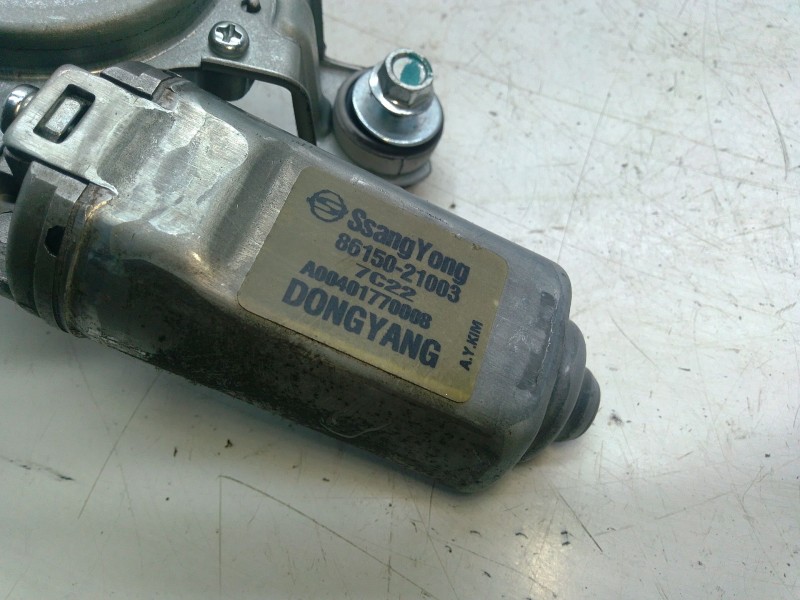 SsangYong
86150-21003
7C22
A00401770008
DONGYANG
A.Y.KIM